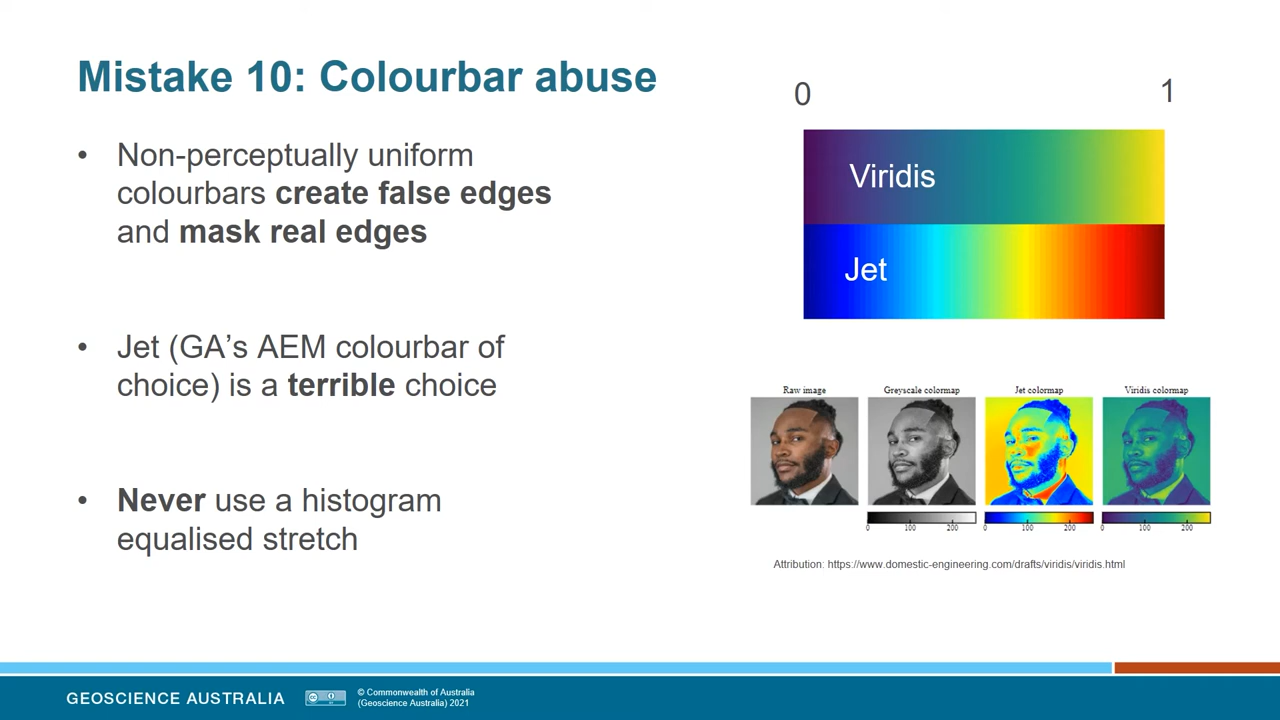 Mistake 10: Colourbar abuse
• Non-perceptually uniform
colourbars create false edges
and mask real edges
• Jet (GA’s AEM colourbar of
choice) is a terrible choice
• Never use a histogram
equalised stretch
0 1
Viridis
Jet
Raw image Greyscale colormap Jet colormap Viridis colormap
0 100 200 0 100 200 0 100 200
Attribution: https://www.domestic-engineering.com/drafts/viridis/viridis.html
GEOSCIENCE AUSTRALIA
© Commonwealth of Australia
(Geoscience Australia) 2021